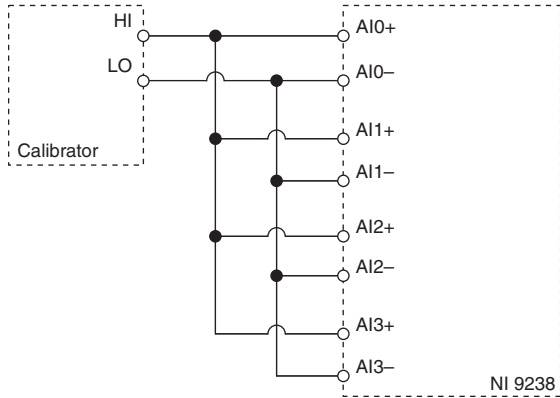 HI
LO
Calibrator
AI0+
AI0–
AI1+
AI1–
AI2+
AI2–
AI3+
AI3–
NI 9238